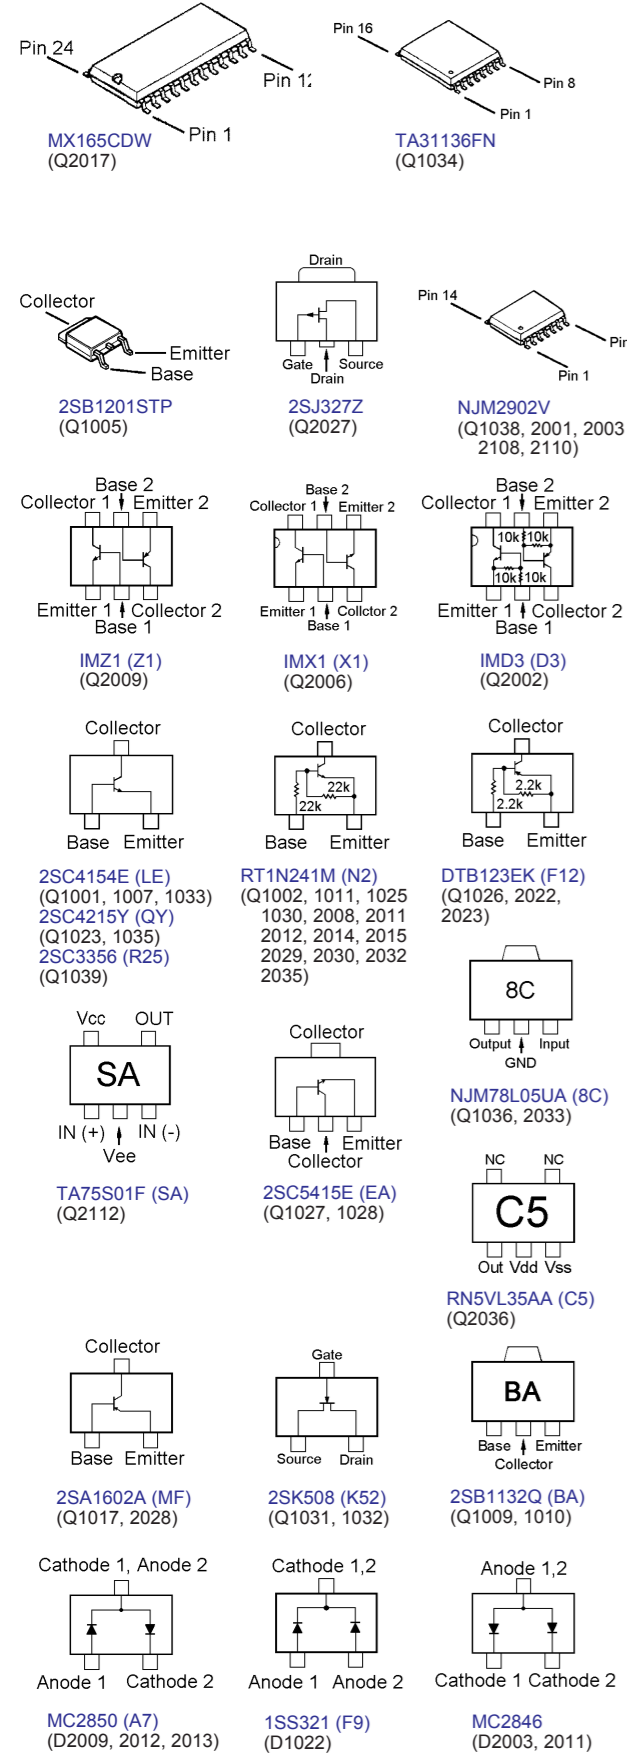 Pin 24
Pin 12
Pin 1
MX165CDW
(Q2017)
Pin 16
Pin 8
Pin 1
TA31136FN
(Q1034)
Collector
Emitter
Base
2SB1201STP
(Q1005)
Drain
Gate
Source
Drain
2SJ327Z
(Q2027)
Pin 14
Pin
Pin 1
NJM2902V
(Q1038, 2001, 2003
2108, 2110)
Base 2
Collector 1
Emitter 2
Emitter 1
Collector 2
Base 1
IMZ1 (Z1)
(Q2009)
Base 2
Collector 1
Emitter 2
Emitter 1
Collctor 2
Base 1
IMX1 (X1)
(Q2006)
Base 2
Collector 1
Emitter 2
10k
10k
10k
10k
Emitter 1
Collector 2
Base 1
IMD3 (D3)
(Q2002)
Collector
Base
Emitter
2SC4154E (LE)
(Q1001, 1007, 1033)
2SC4215Y (QY)
(Q1023, 1035)
2SC3356 (R25)
(Q1039)
Collector
22k
22k
Base
Emitter
RT1N241M (N2)
(Q1002, 1011, 1025
1030, 2008, 2011
2012, 2014, 2015
2029, 2030, 2032
2035)
Collector
2.2k
2.2k
Base
Emitter
DTB123EK (F12)
(Q1026, 2022,
2023)
8C
Output
Input
GND
NJM78L05UA (8C)
(Q1036, 2033)
Vcc
OUT
SA
IN (+)
IN (-)
Vee
TA75S01F (SA)
(Q2112)
Collector
Base
Emitter
Collector
2SC5415E (EA)
(Q1027, 1028)
NC
NC
C5
Out
Vdd
Vss
RN5VL35AA (C5)
(Q2036)
Collector
Base
Emitter
2SA1602A (MF)
(Q1017, 2028)
Gate
Source
Drain
2SK508 (K52)
(Q1031, 1032)
BA
Base
Emitter
Collector
2SB1132Q (BA)
(Q1009, 1010)
Cathode 1, Anode 2
Anode 1
Cathode 2
MC2850 (A7)
(D2009, 2012, 2013)
Cathode 1,2
Anode 1
Anode 2
1SS321 (F9)
(D1022)
Anode 1,2
Cathode 1
Cathode 2
MC2846
(D2003, 2011)